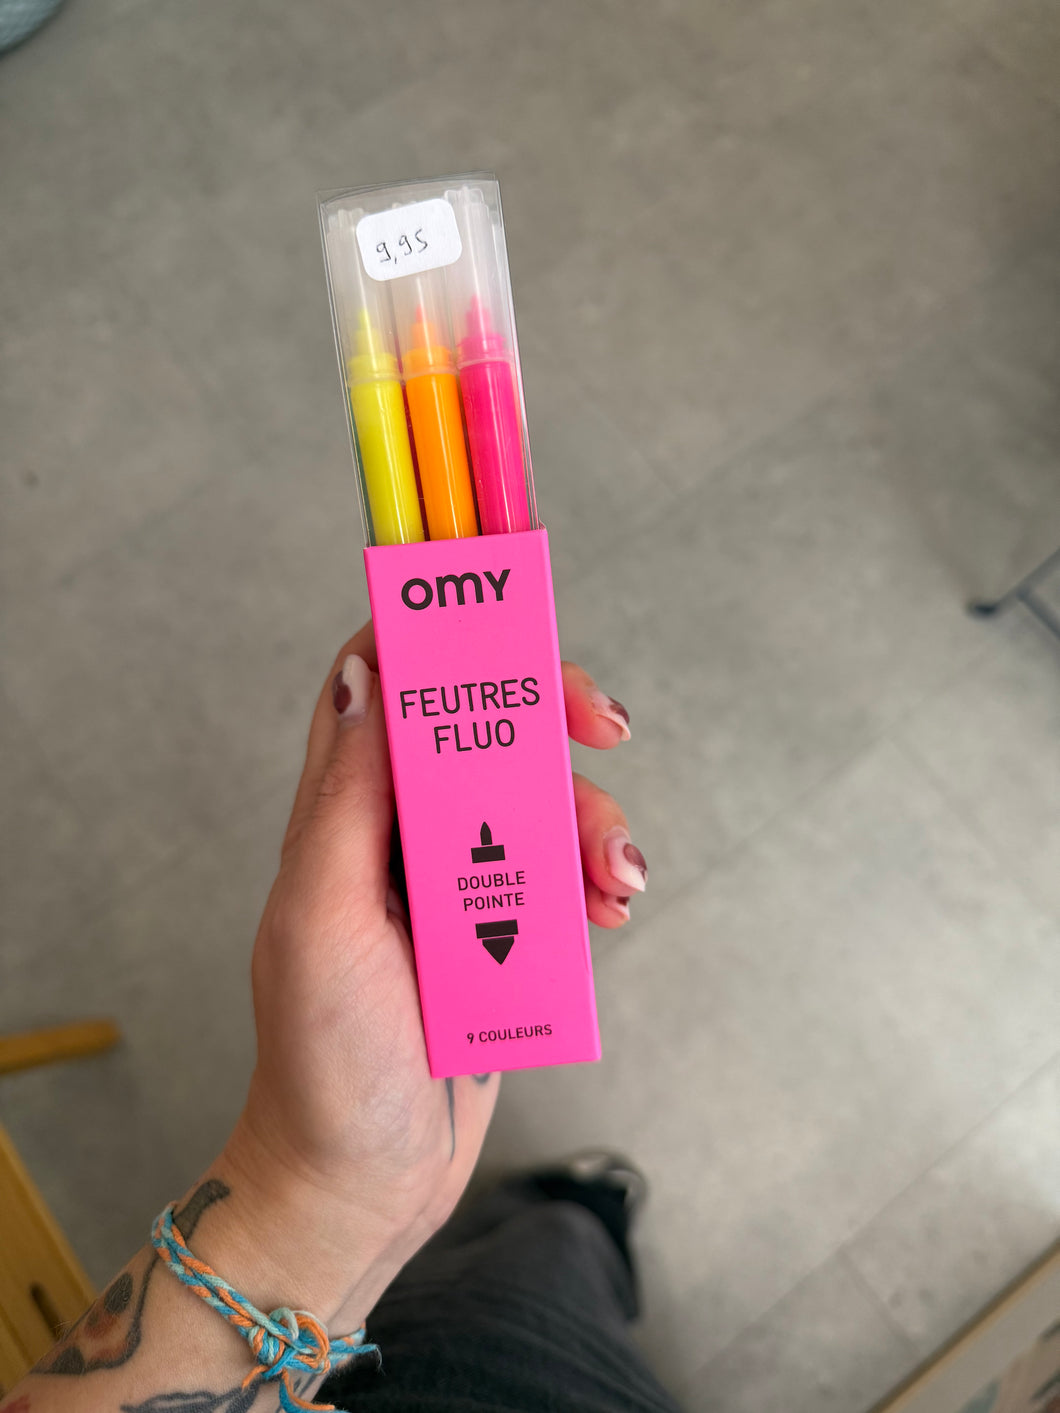 9,95
omy
FEUTRES
FLUO
DOUBLE
POINTE
9 COULEURS